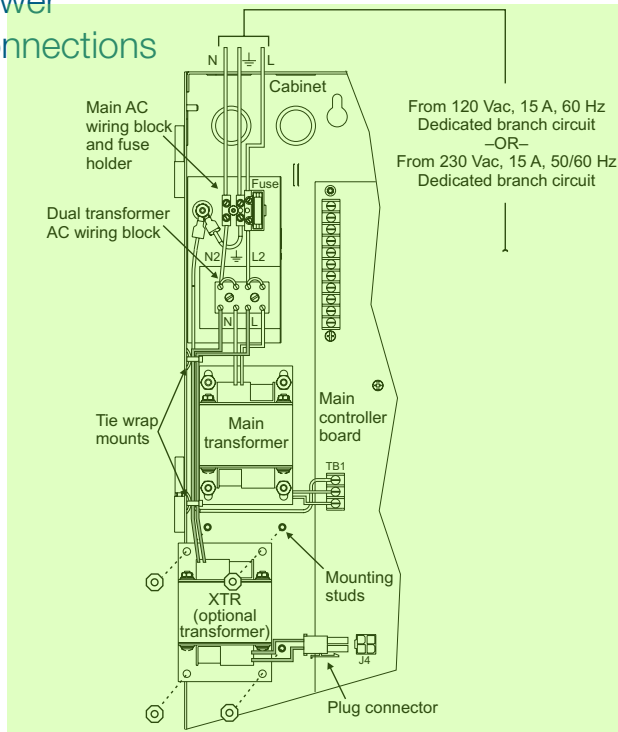 nnections
N
L
Cabinet
Main AC
wiring block
and fuse
holder
From 120 Vac, 15 A, 60 Hz
Dedicated branch circuit
–OR–
From 230 Vac, 15 A, 50/60 Hz
Dedicated branch circuit
Fuse
Dual transformer
AC wiring block
N2
L2
N
L
Tie wrap
mounts
Main
transformer
Main
controller
board
TB1
Mounting
studs
XTR
(optional
transformer)
J4
Plug connector